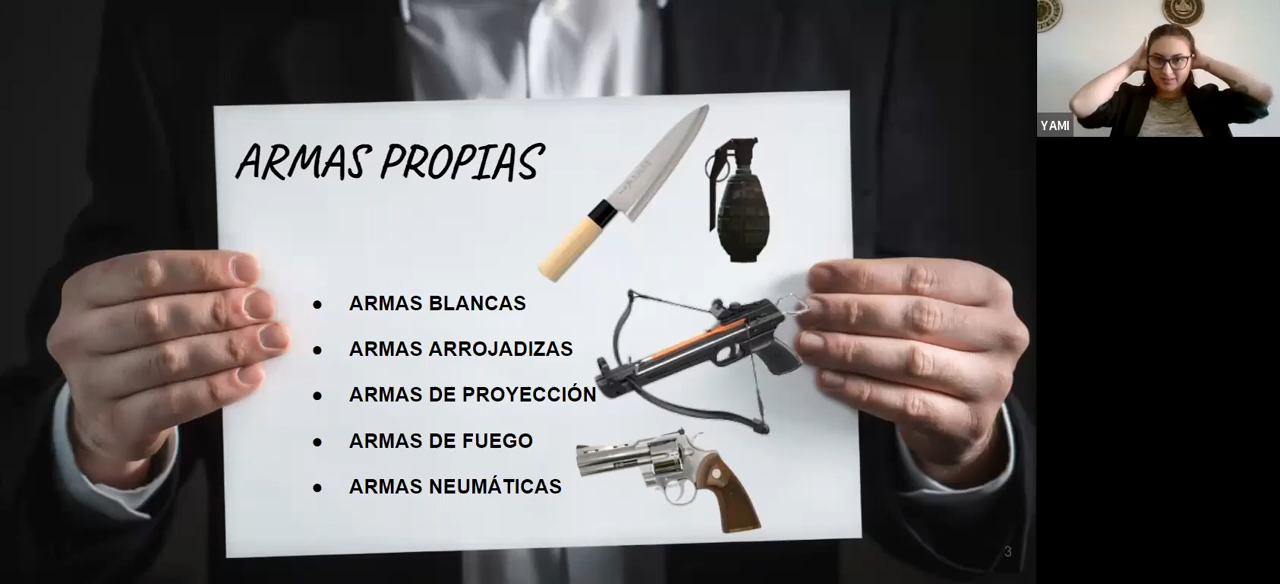 ARMAS PROPIAS
● ARMAS BLANCAS
● ARMAS ARROJADIZAS
● ARMAS DE PROYECCIÓN
● ARMAS DE FUEGO
● ARMAS NEUMÁTICAS
3
YAMI